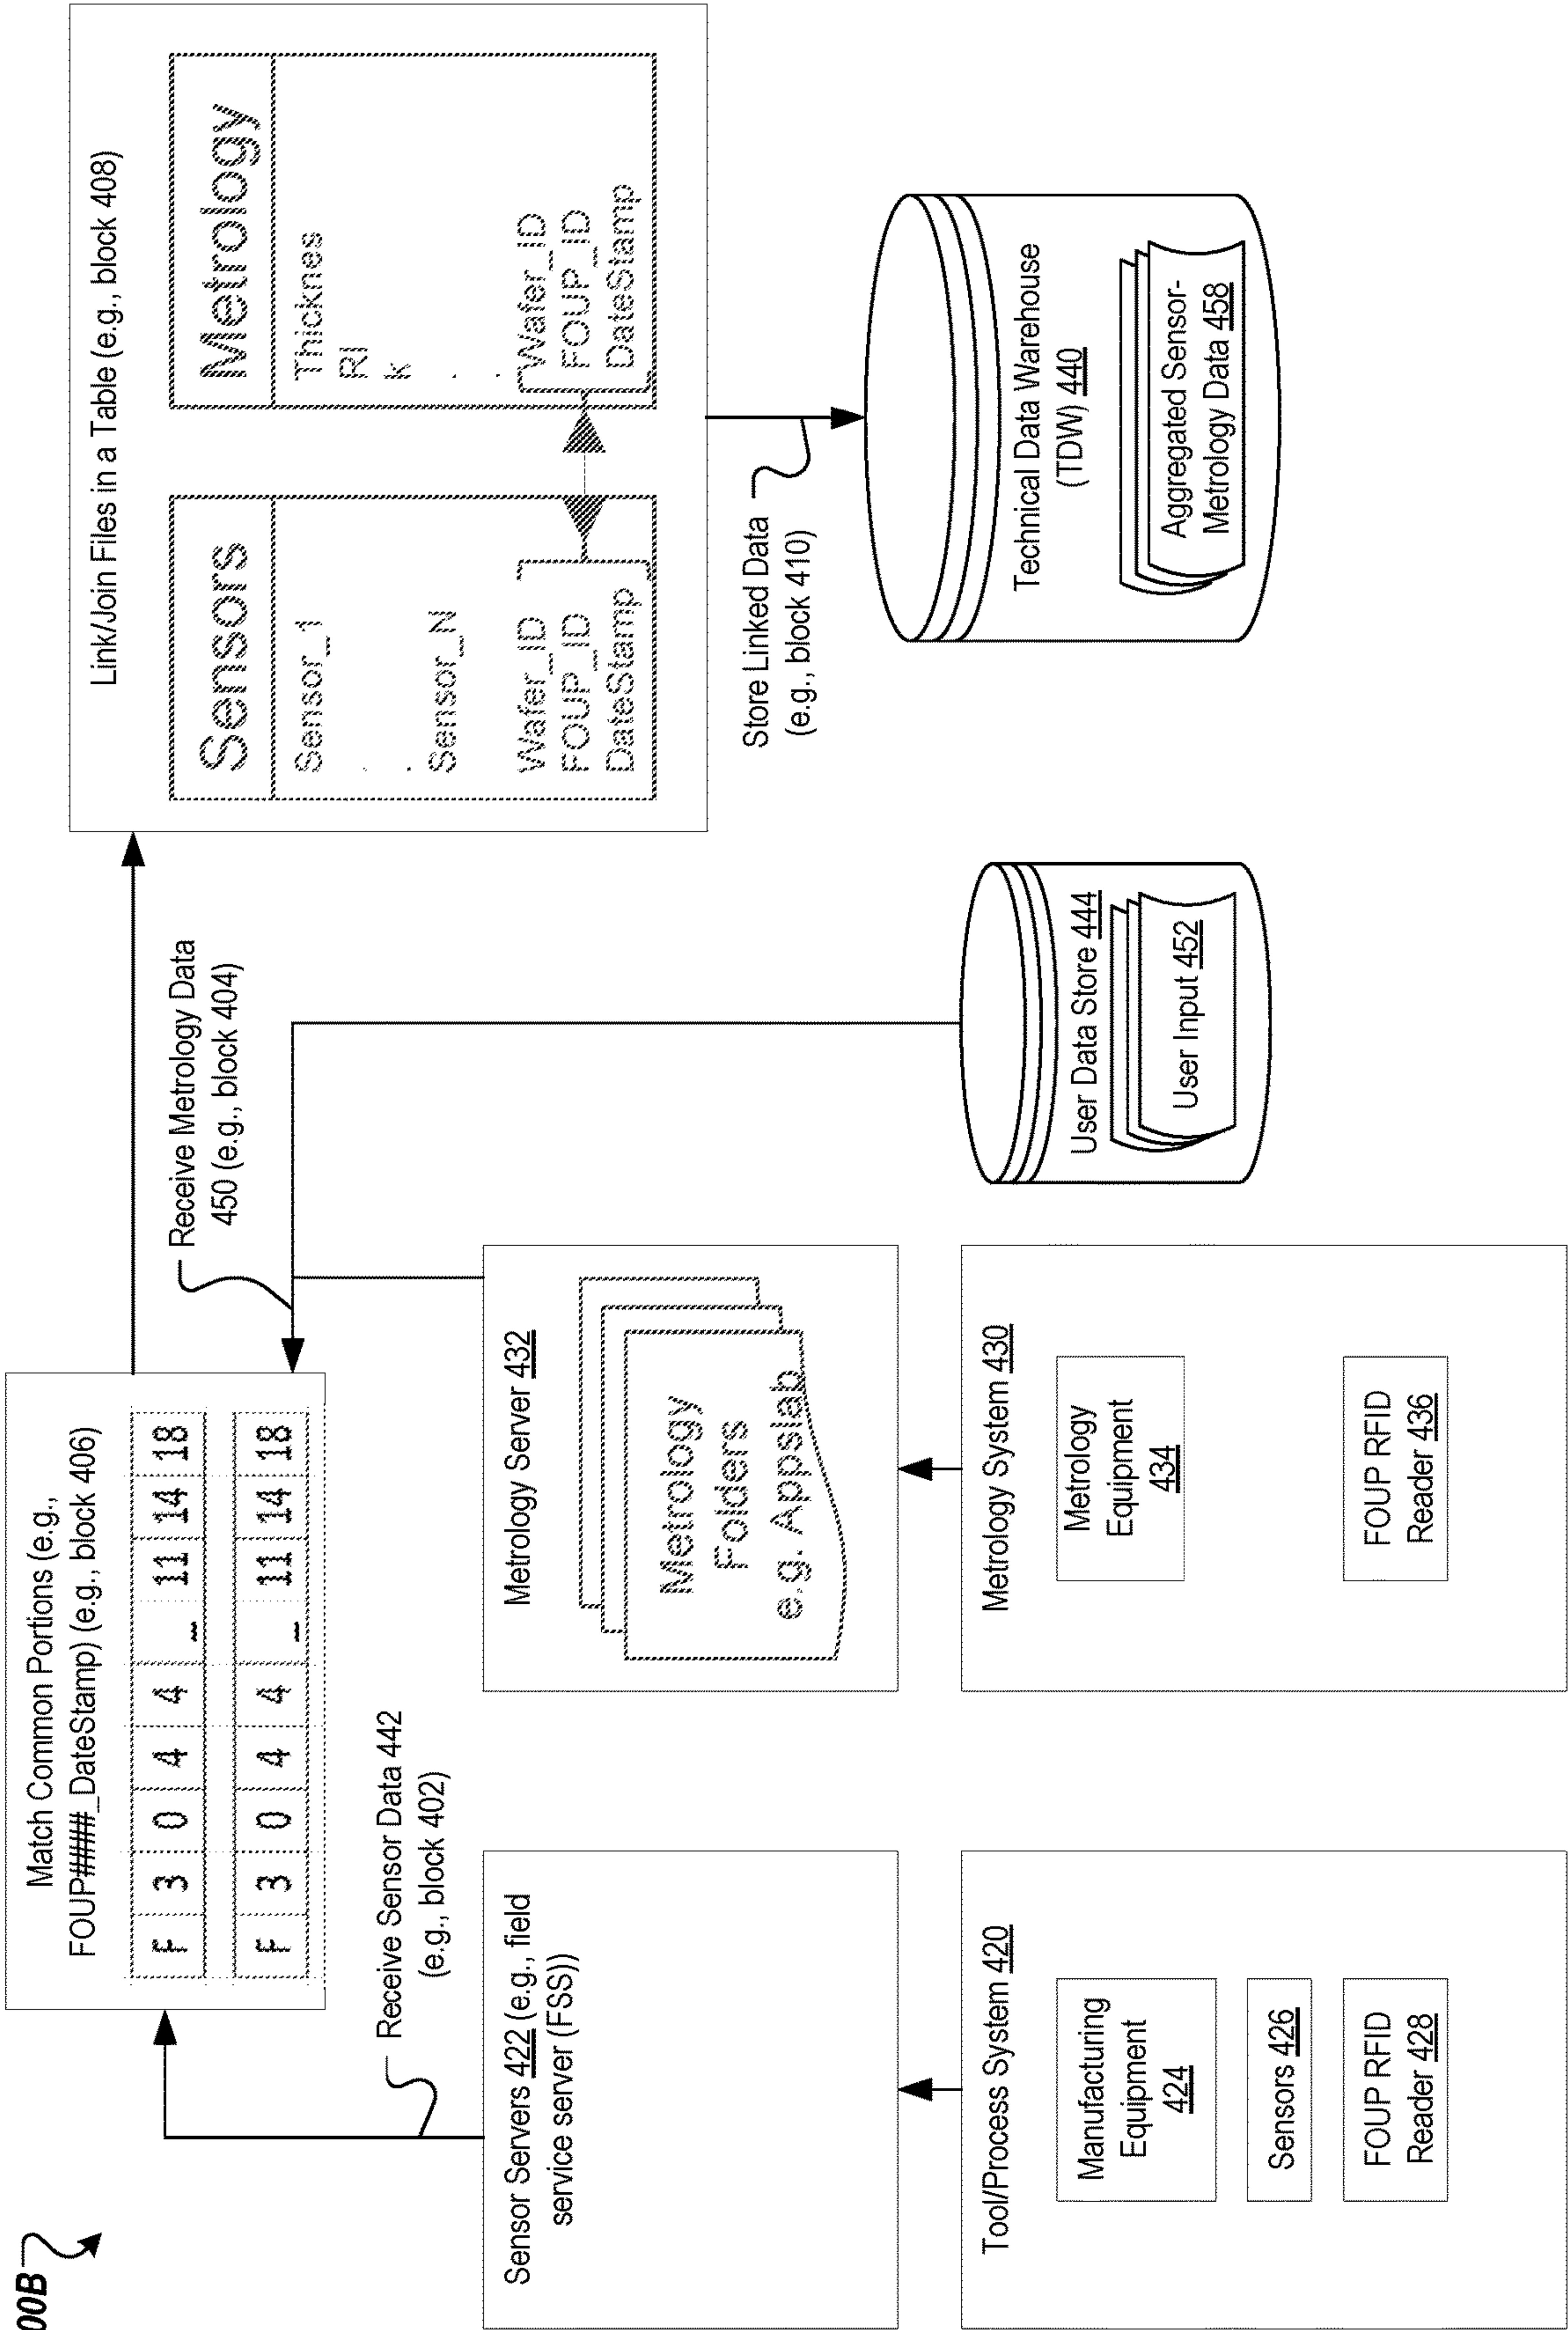 00B
Match Common Portions (e.g.,
FOUP####_DateStamp) (e.g., block 406)
F 3 0 4 4 _ 11 14 18
F 3 0 4 4 _ 11 14 18
Receive Sensor Data 442
(e.g., block 402)
Receive Metrology Data
450 (e.g., block 404)
Link/Join Files in a Table (e.g., block 408)
Sensors
Sensor_1
.
.
Sensor_N
Wafer_ID
FOUP_ID
DateStamp
Metrology
Thicknes
RI
k
.
.
Wafer_ID
FOUP_ID
DateStamp
Sensor Servers 422 (e.g., field
service server (FSS))
Metrology Server 432
Metrology
Folders
e.g. Appslab
Store Linked Data
(e.g., block 410)
Tool/Process System 420
Manufacturing
Equipment
424
Sensors 426
FOUP RFID
Reader 428
Metrology System 430
Metrology
Equipment
434
FOUP RFID
Reader 436
User Data Store 444
User Input 452
Technical Data Warehouse
(TDW) 440
Aggregated Sensor-
Metrology Data 458